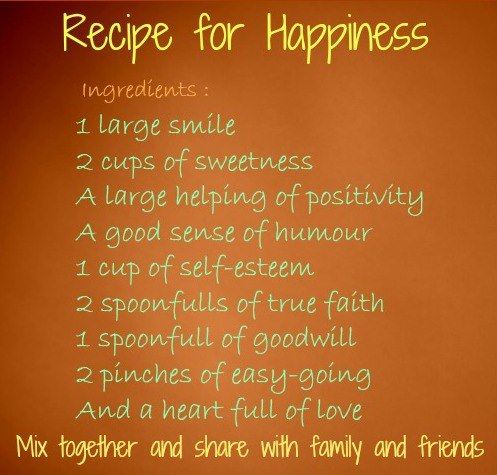 Recipe for Happiness
Ingredients :
1 large smile
2 cups of sweetness
A large helping of positivity
A good sense of humour
1 cup of self-esteem
2 spoonfulls of true faith
1 spoonfull of goodwill
2 pinches of easy-going
And a heart full of love
Mix together and share with family and friends